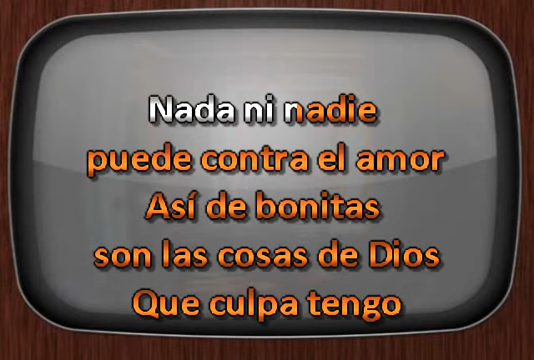 Nada ni nadie
puede contra el amor
Así de bonitas
son las cosas de Dios
Que culpa tengo